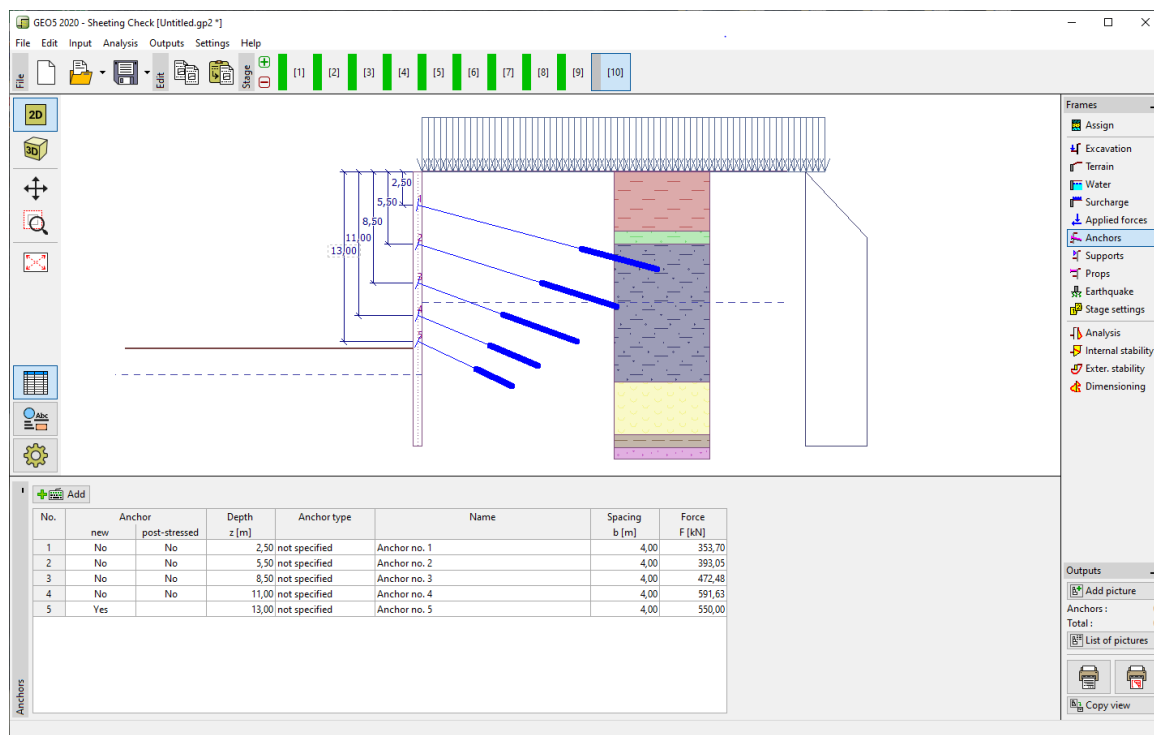 GEO5 2020 - Sheeting Check [Untitled.gp2 *]
File Edit Input Analysis Outputs Settings Help
File
Edit
Stage
[1] [2] [3] [4] [5] [6] [7] [8] [9] [10]
2D
3D
Abc
2,50
5,50
8,50
11,00
13,00
1
2
3
4
5
Frames
Assign
Excavation
Terrain
Water
Surcharge
Applied forces
Anchors
Supports
Props
Earthquake
Stage settings
Analysis
Internal stability
Exter. stability
Dimensioning
Add
No. Anchor Depth Anchor type Name Spacing Force
new post-stressed z [m] b [m] F [kN]
1 No No 2,50 not specified Anchor no. 1 4,00 353,70
2 No No 5,50 not specified Anchor no. 2 4,00 393,05
3 No No 8,50 not specified Anchor no. 3 4,00 472,48
4 No No 11,00 not specified Anchor no. 4 4,00 591,63
5 Yes 13,00 not specified Anchor no. 5 4,00 550,00
Anchors
Outputs
Add picture
Anchors :
Total :
List of pictures
Copy view